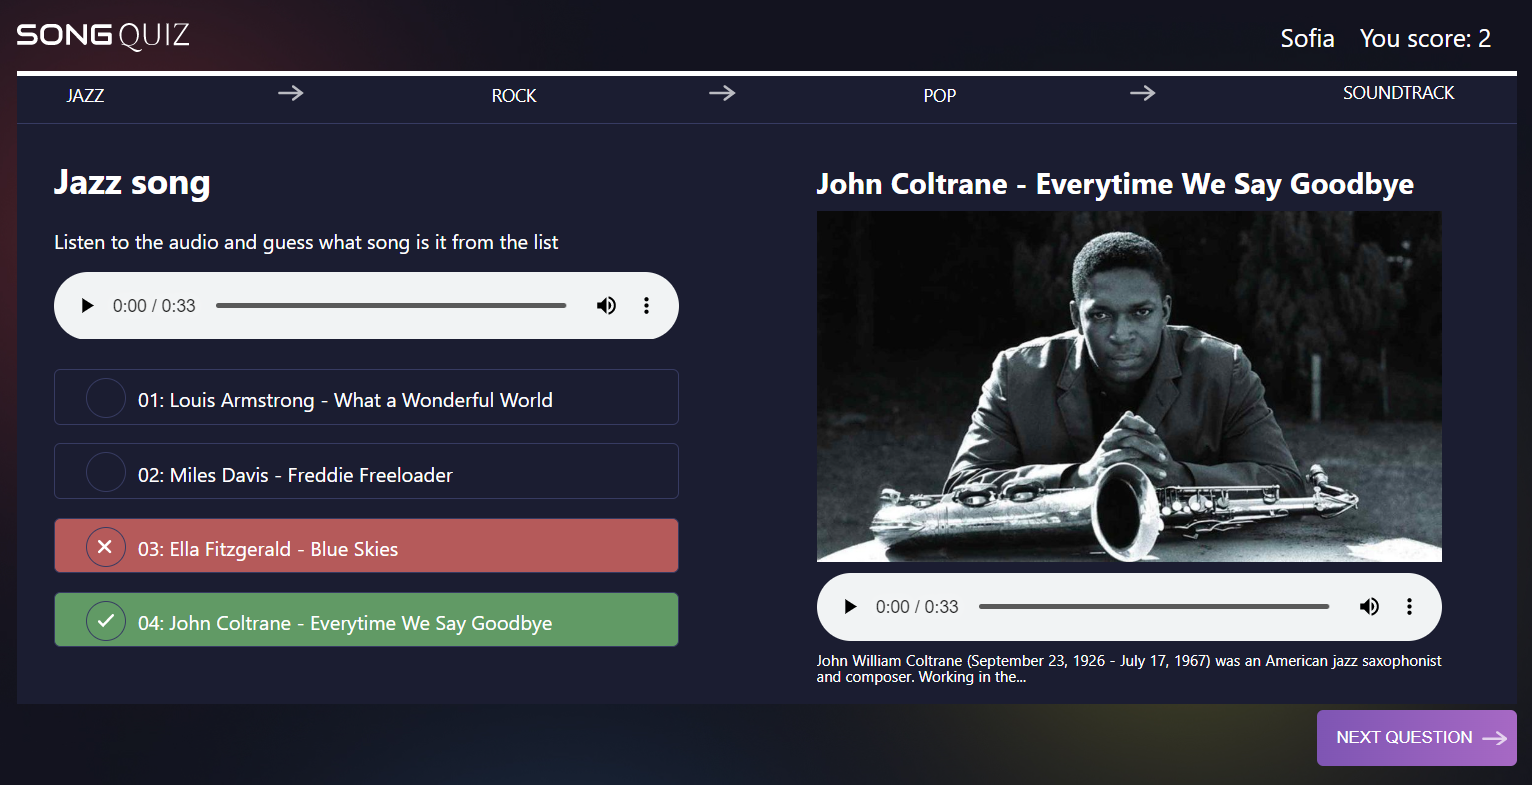 SONG QUIZ
Sofia You score: 2
JAZZ ROCK POP SOUNDTRACK
Jazz song
Listen to the audio and guess what song is it from the list
0:00 / 0:33
01: Louis Armstrong - What a Wonderful World
02: Miles Davis - Freddie Freeloader
03: Ella Fitzgerald - Blue Skies
04: John Coltrane - Everytime We Say Goodbye
John Coltrane - Everytime We Say Goodbye
0:00 / 0:33
John William Coltrane (September 23, 1926 - July 17, 1967) was an American jazz saxophonist
and composer. Working in the...
NEXT QUESTION